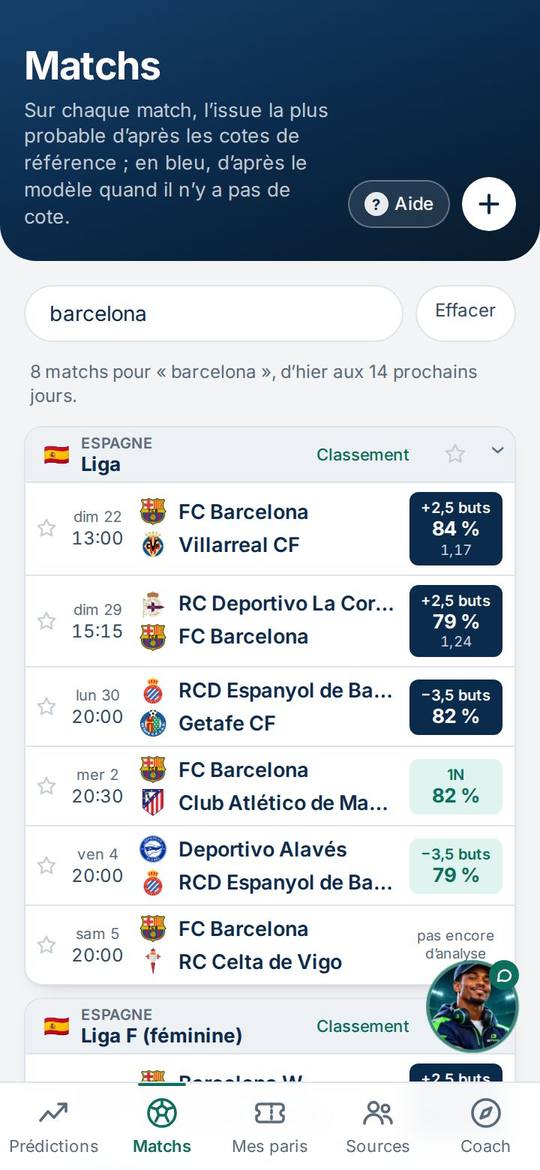 Matchs
Sur chaque match, l’issue la plus
probable d’après les cotes de
référence ; en bleu, d’après le
modèle quand il n’y a pas de
cote.
? Aide
barcelona
Effacer
8 matchs pour « barcelona », d’hier aux 14 prochains
jours.
ESPAGNE
Liga
Classement
dim 22
13:00
FC Barcelona
Villarreal CF
+2,5 buts
84 %
1,17
dim 29
15:15
RC Deportivo La Cor...
FC Barcelona
+2,5 buts
79 %
1,24
lun 30
20:00
RCD Espanyol de Ba...
Getafe CF
−3,5 buts
82 %
mer 2
20:30
FC Barcelona
Club Atlético de Ma...
1N
82 %
ven 4
20:00
Deportivo Alavés
RCD Espanyol de Ba...
−3,5 buts
79 %
sam 5
20:00
FC Barcelona
RC Celta de Vigo
pas encore
d’analyse
ESPAGNE
Liga F (féminine)
Classement
Barcelona W
+2,5 buts
Prédictions
Matchs
Mes paris
Sources
Coach